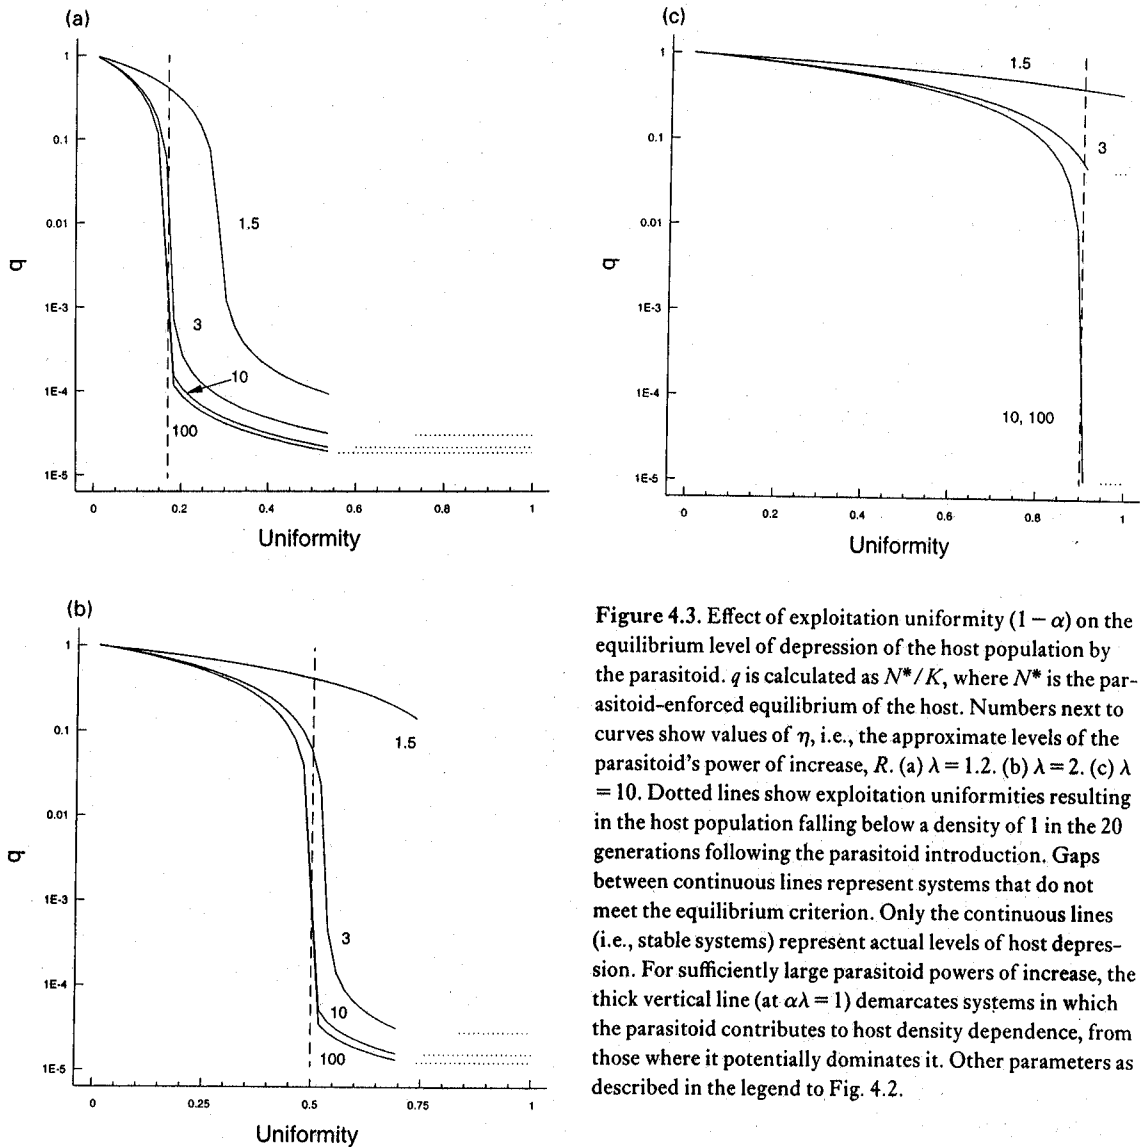 (a)
1
0.1
0.01
1E-3
1E-4
1E-5
q
1.5
3
10
100
0
0.2
0.4
0.6
0.8
1
Uniformity
(c)
1
0.1
0.01
1E-3
1E-4
1E-5
q
1.5
3
10, 100
0
0.2
0.4
0.6
0.8
1
Uniformity
(b)
1
0.1
0.01
1E-3
1E-4
1E-5
q
1.5
3
10
100
0
0.25
0.5
0.75
1
Uniformity
Figure 4.3. Effect of exploitation uniformity (1 − α) on the
equilibrium level of depression of the host population by
the parasitoid. q is calculated as N*/K, where N* is the par-
asitoid-enforced equilibrium of the host. Numbers next to
curves show values of η, i.e., the approximate levels of the
parasitoid's power of increase, R. (a) λ = 1.2. (b) λ = 2. (c) λ
= 10. Dotted lines show exploitation uniformities resulting
in the host population falling below a density of 1 in the 20
generations following the parasitoid introduction. Gaps
between continuous lines represent systems that do not
meet the equilibrium criterion. Only the continuous lines
(i.e., stable systems) represent actual levels of host depres-
sion. For sufficiently large parasitoid powers of increase, the
thick vertical line (at αλ = 1) demarcates systems in which
the parasitoid contributes to host density dependence, from
those where it potentially dominates it. Other parameters as
described in the legend to Fig. 4.2.